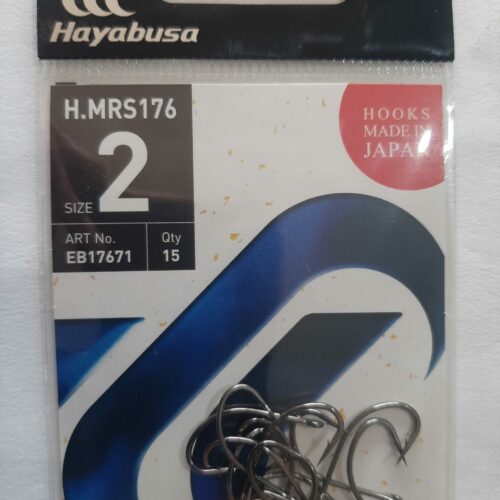 Hayabusa
H.MRS176
SIZE 2
ART No.
EB17671
Qty
15
HOOKS
MADE IN
JAPAN